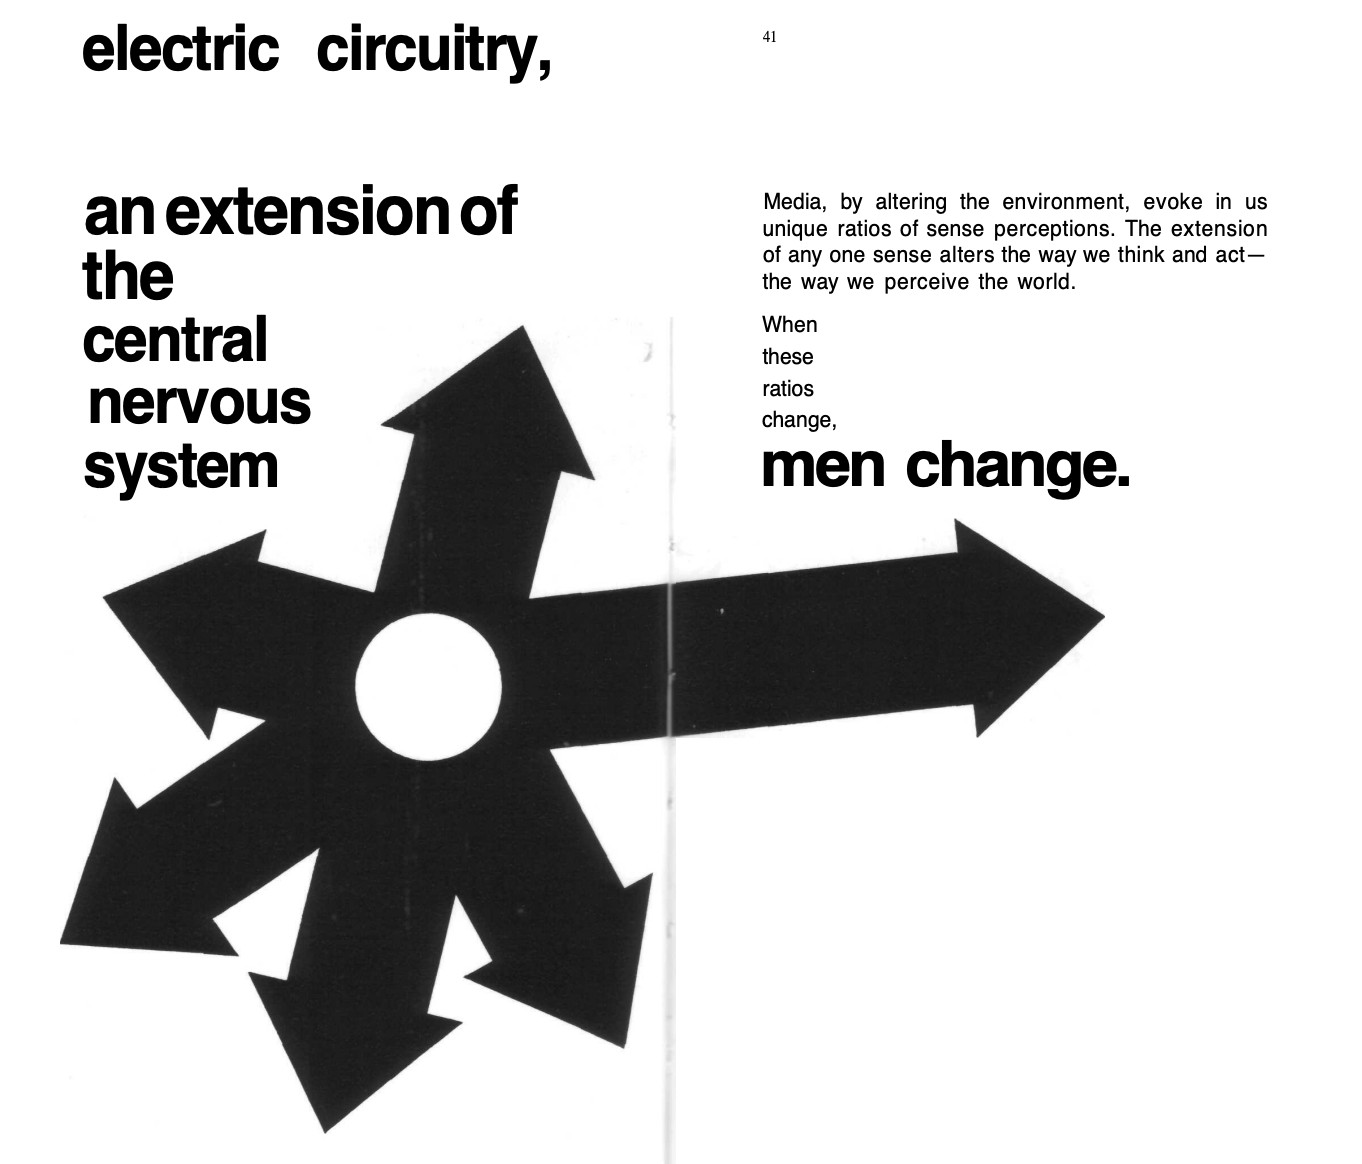 electric circuitry,
an extension of
the
central
nervous
system
41
Media, by altering the environment, evoke in us
unique ratios of sense perceptions. The extension
of any one sense alters the way we think and act—
the way we perceive the world.
When
these
ratios
change,
men change.